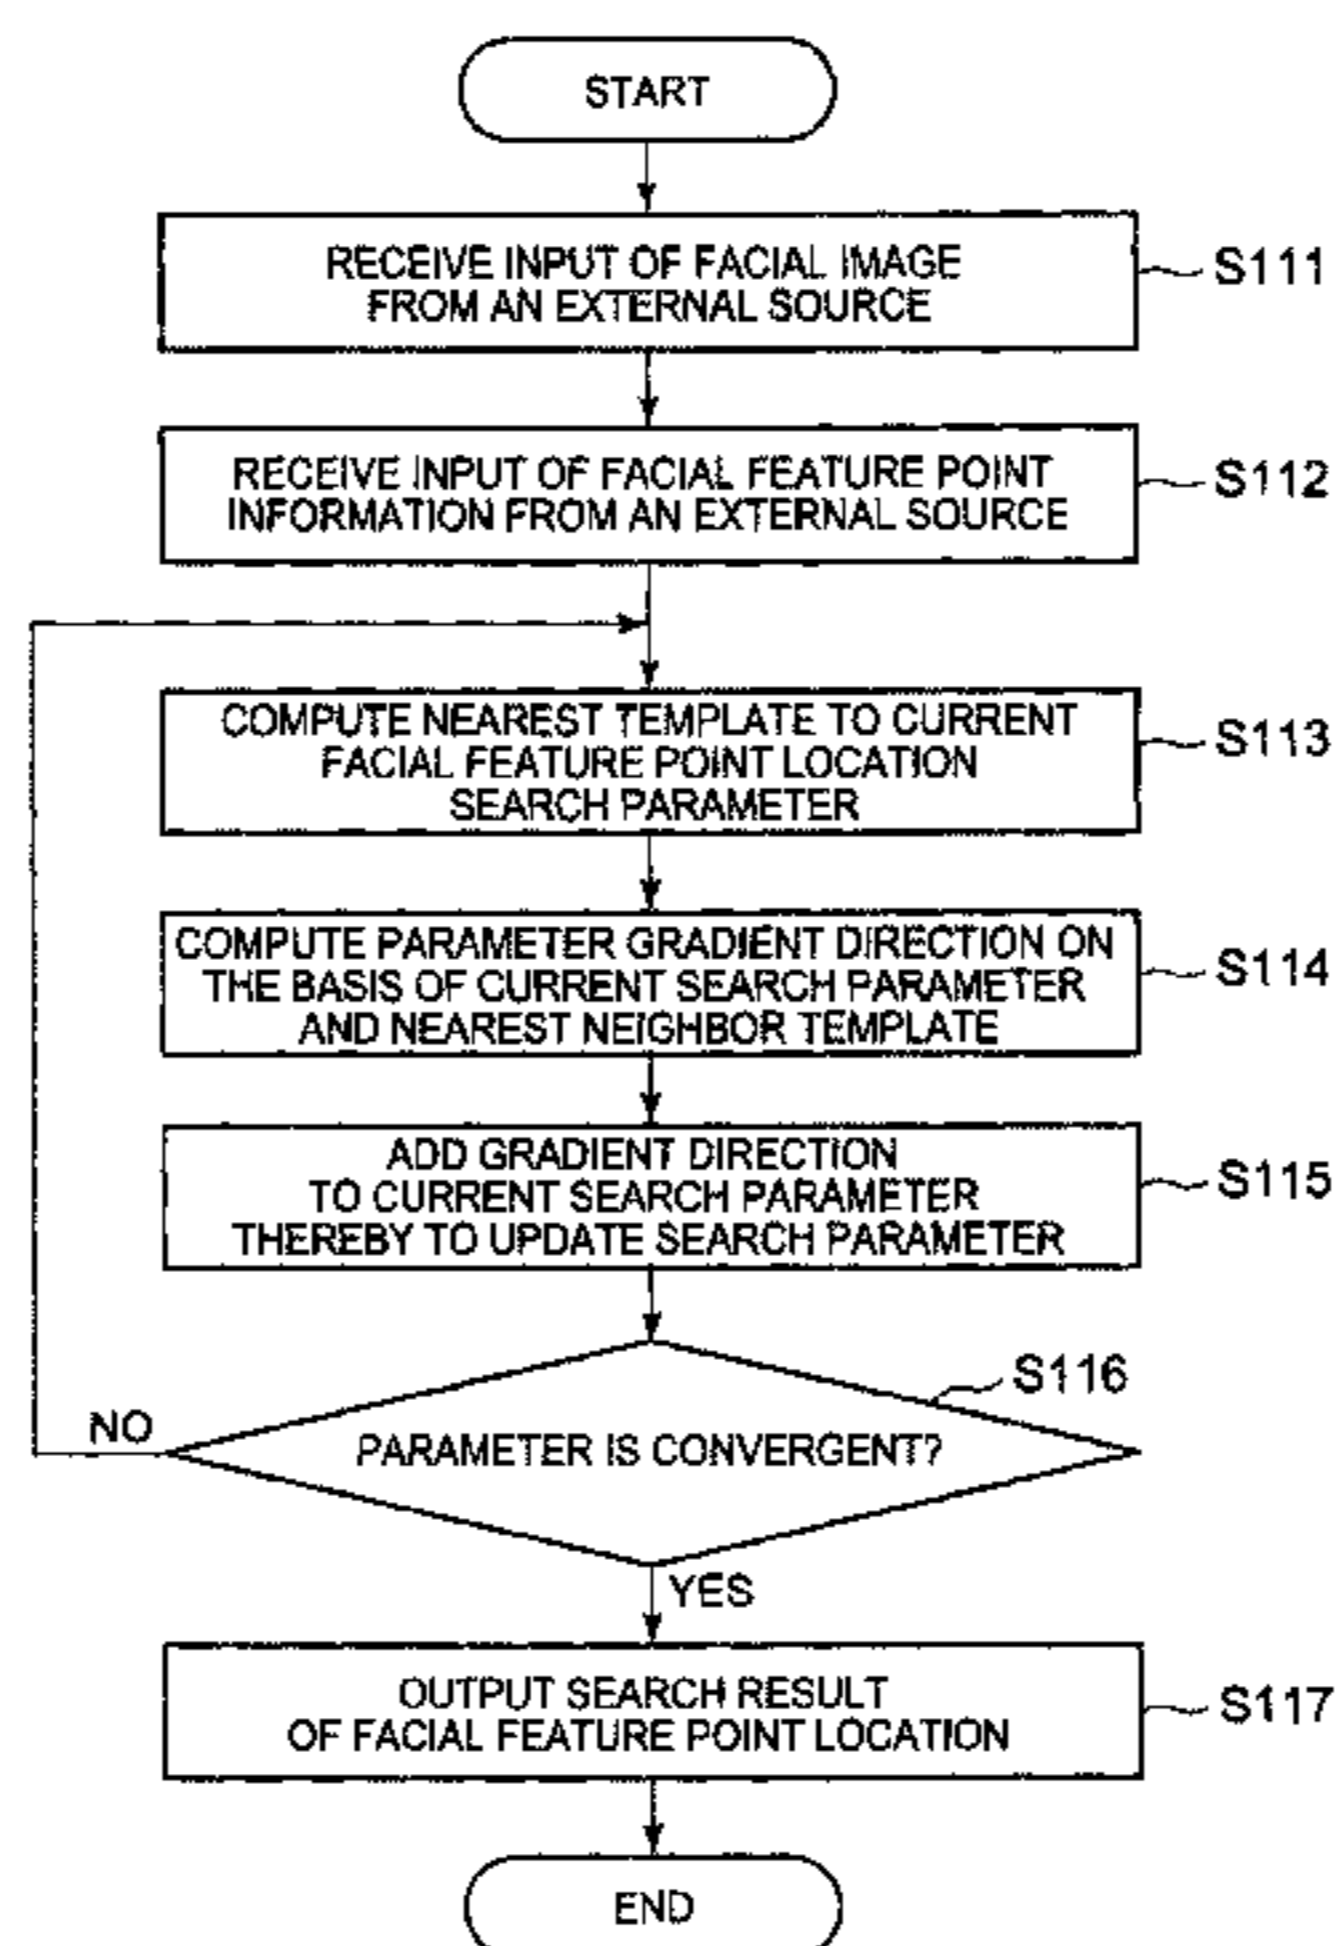 START
RECEIVE INPUT OF FACIAL IMAGE
FROM AN EXTERNAL SOURCE
S111
RECEIVE INPUT OF FACIAL FEATURE POINT
INFORMATION FROM AN EXTERNAL SOURCE
S112
COMPUTE NEAREST TEMPLATE TO CURRENT
FACIAL FEATURE POINT LOCATION
SEARCH PARAMETER
S113
COMPUTE PARAMETER GRADIENT DIRECTION ON
THE BASIS OF CURRENT SEARCH PARAMETER
AND NEAREST NEIGHBOR TEMPLATE
S114
ADD GRADIENT DIRECTION
TO CURRENT SEARCH PARAMETER
THEREBY TO UPDATE SEARCH PARAMETER
S115
S116
NO
PARAMETER IS CONVERGENT?
YES
OUTPUT SEARCH RESULT
OF FACIAL FEATURE POINT LOCATION
S117
END